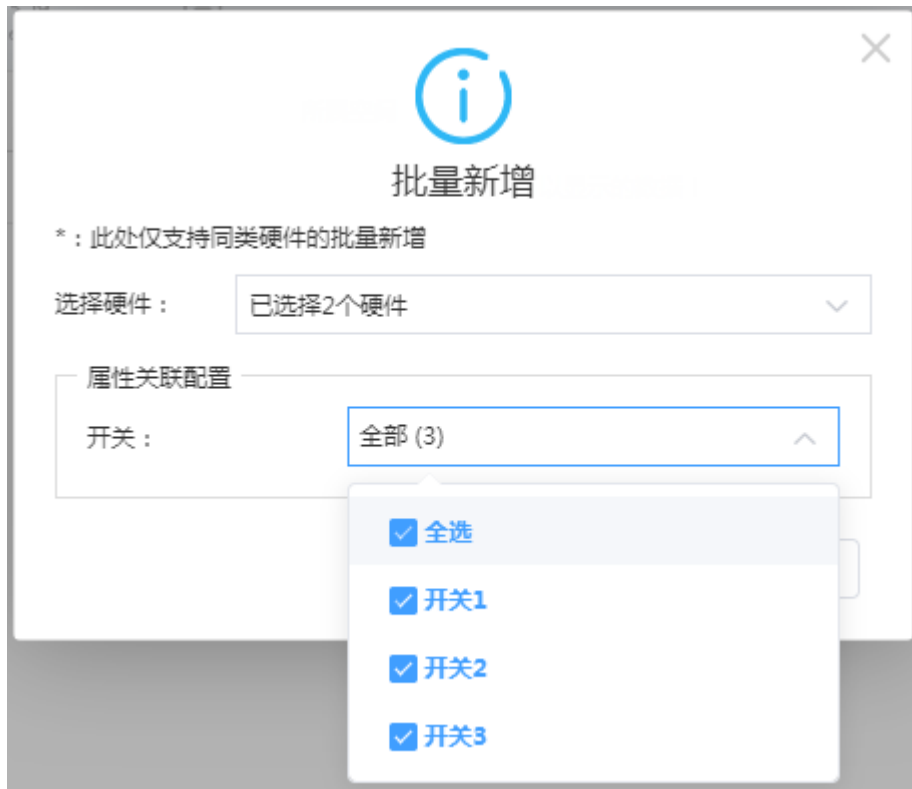 批量新增
*：此处仅支持同类硬件的批量新增
选择硬件： 已选择2个硬件
属性关联配置
开关： 全部 (3)
全选
开关1
开关2
开关3